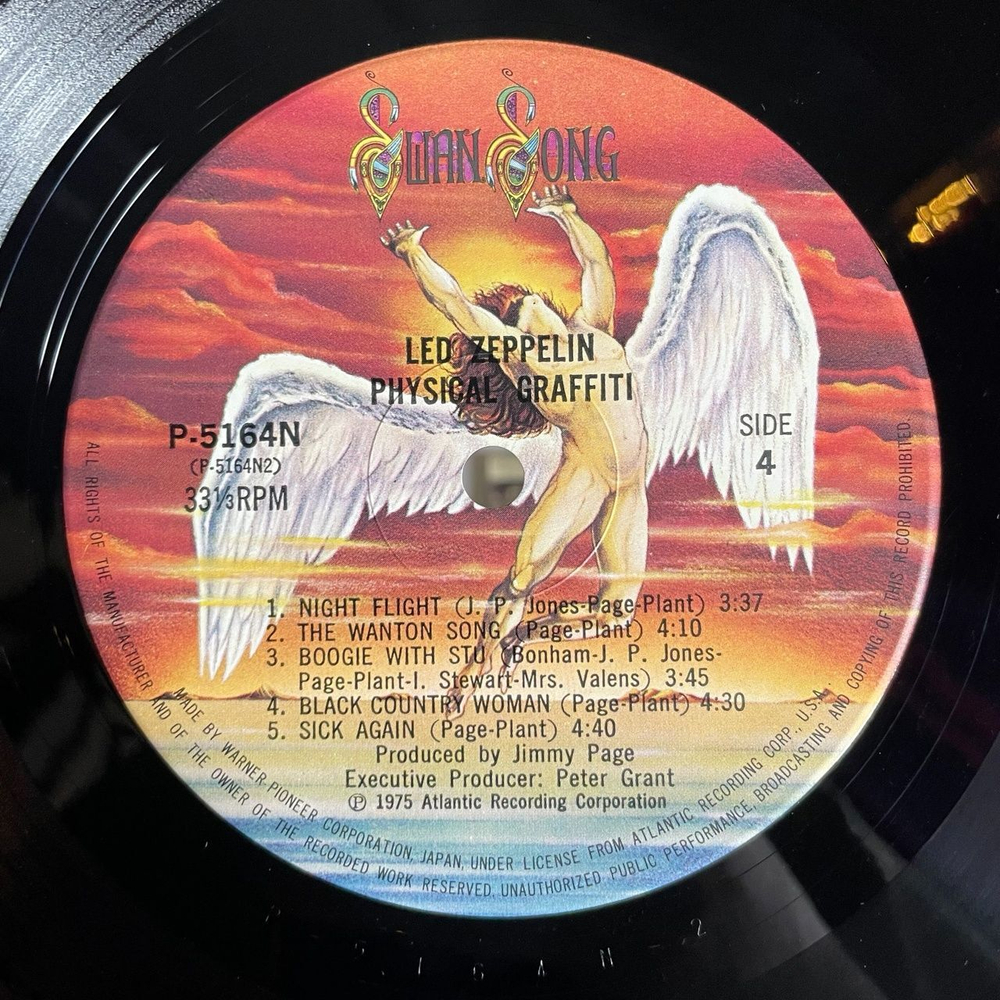 SWAN SONG
LED ZEPPELIN
PHYSICAL GRAFFITI
P-5164N
(P-5164N2)
33⅓RPM
SIDE
4
1. NIGHT FLIGHT (J. P. Jones-Page-Plant) 3:37
2. THE WANTON SONG (Page-Plant) 4:10
3. BOOGIE WITH STU (Bonham-J. P. Jones-
Page-Plant-I. Stewart-Mrs. Valens) 3:45
4. BLACK COUNTRY WOMAN (Page-Plant) 4:30
5. SICK AGAIN (Page-Plant) 4:40
Produced by Jimmy Page
Executive Producer: Peter Grant
Ⓟ 1975 Atlantic Recording Corporation
MADE BY WARNER-PIONEER CORPORATION, JAPAN, UNDER LICENSE FROM ATLANTIC RECORDING CORP., U.S.A.
ALL RIGHTS OF THE MANUFACTURER AND OF THE OWNER OF THE RECORDED WORK RESERVED. UNAUTHORIZED PUBLIC PERFORMANCE, BROADCASTING AND COPYING OF THIS RECORD PROHIBITED.